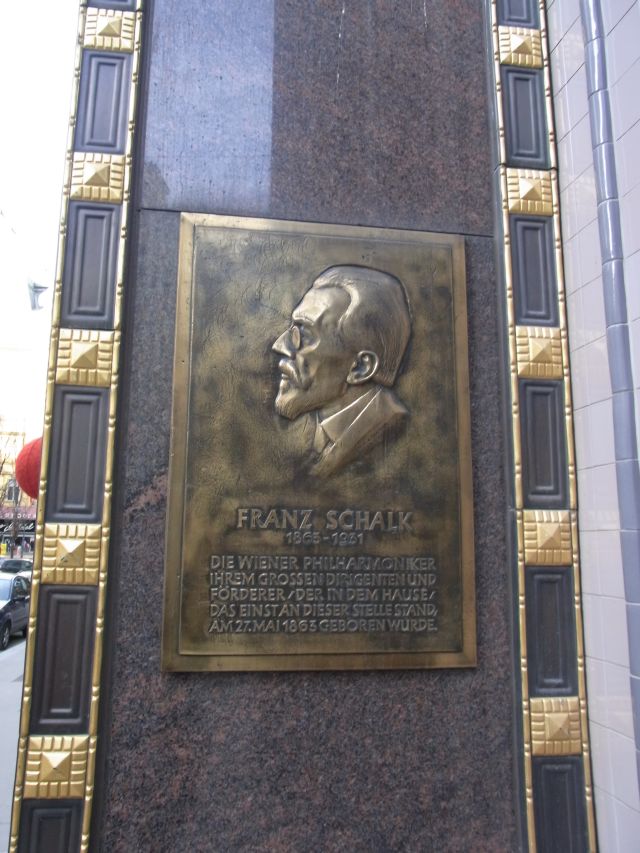 FRANZ SCHALK
1863-1931
DIE WIENER PHILHARMONIKER
IHREM GROSSEN DIRIGENTEN UND
FÖRDERER / DER IN DEM HAUSE /
DAS EINST AN DIESER STELLE STAND,
AM 27. MAI 1863 GEBOREN WURDE.